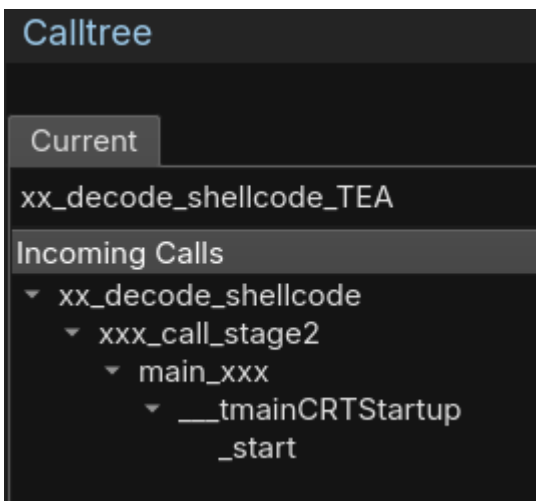 Calltree
Current
xx_decode_shellcode_TEA
Incoming Calls
xx_decode_shellcode
xxx_call_stage2
main_xxx
___tmainCRTStartup
_start